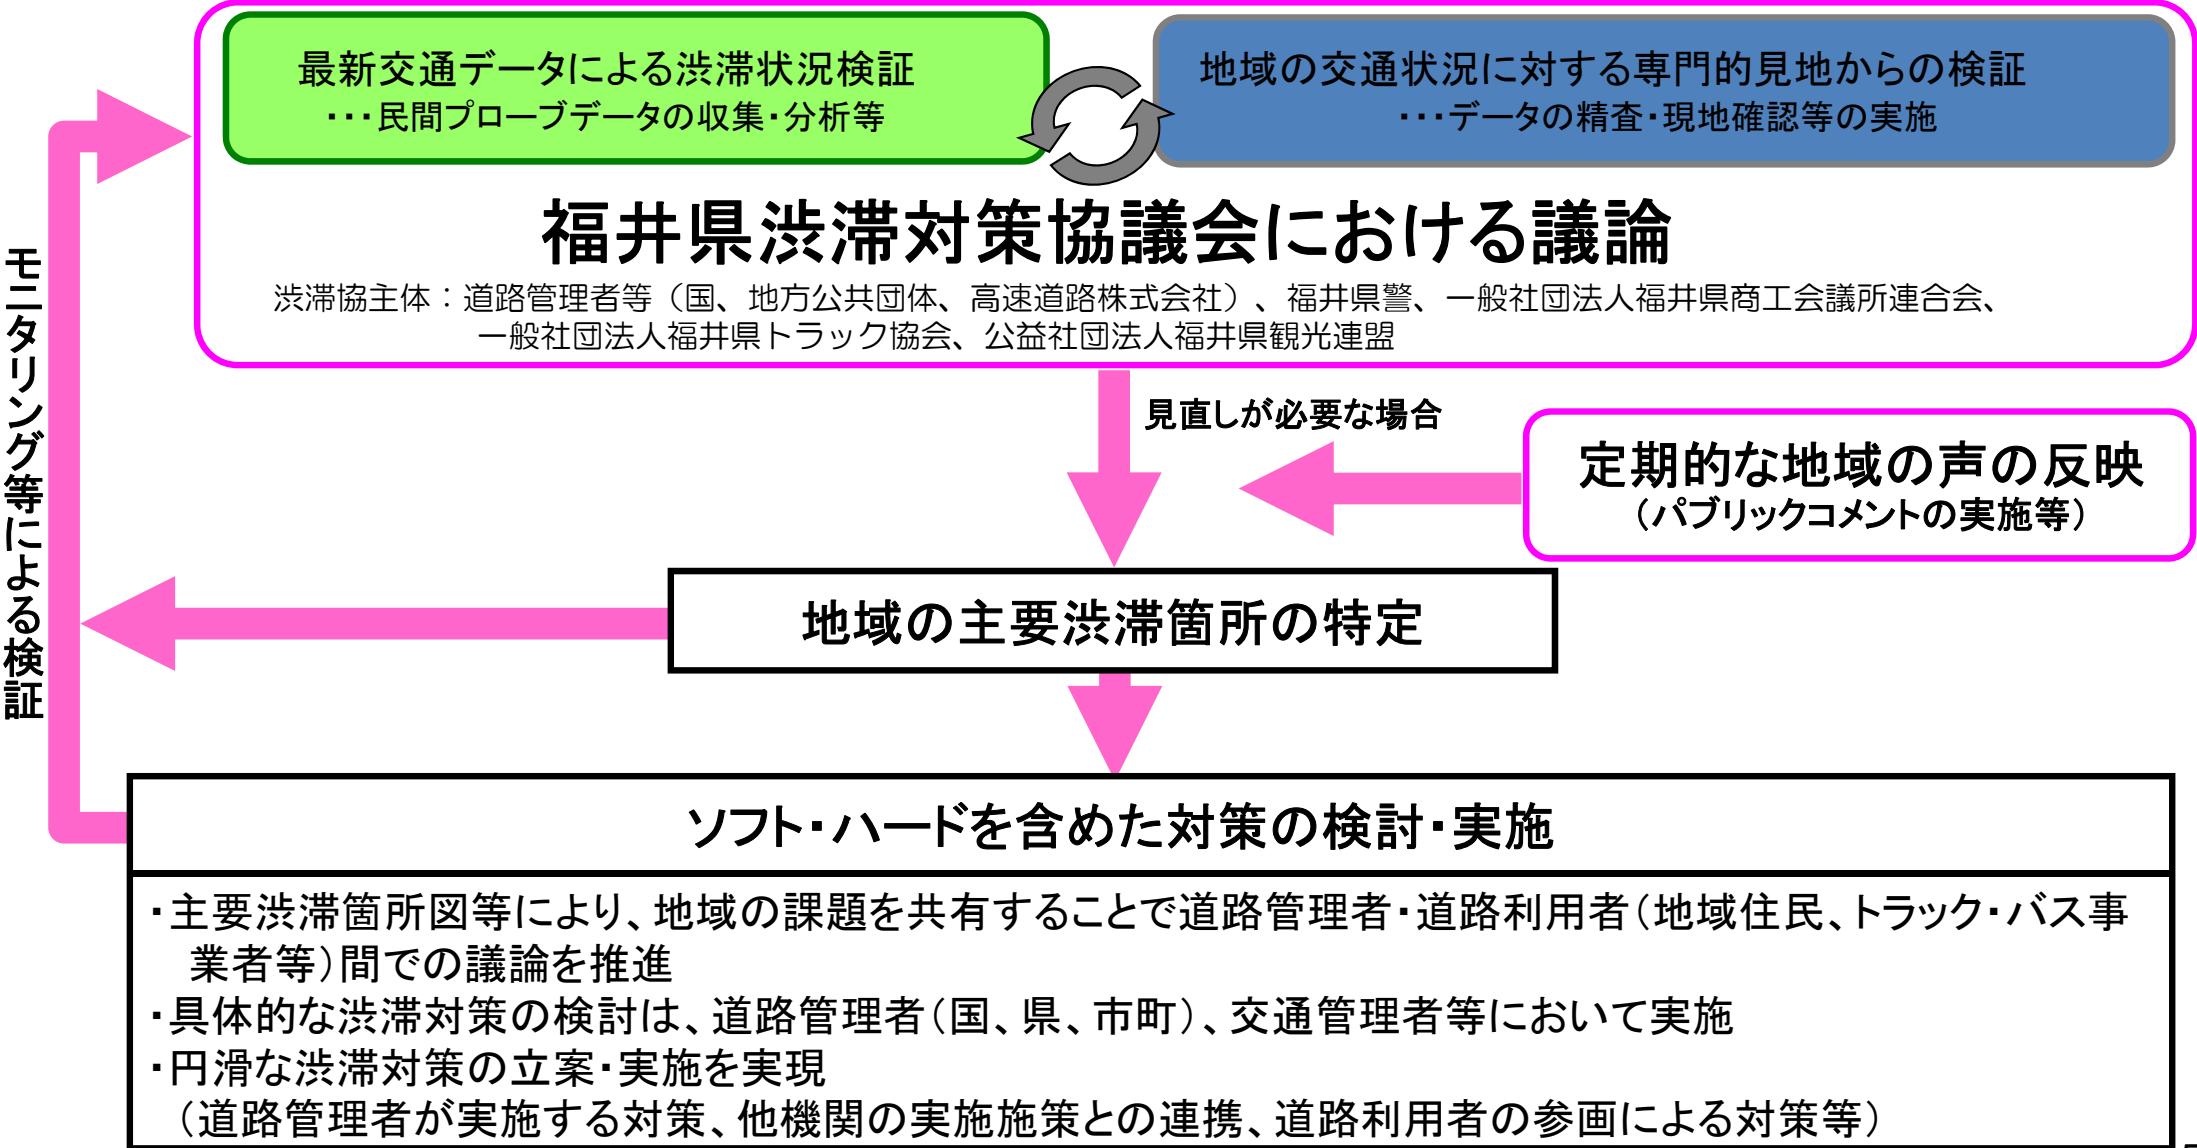 最新交通データによる渋滞状況検証
・・・民間プローブデータの収集・分析等
地域の交通状況に対する専門的見地からの検証
・・・データの精査・現地確認等の実施
福井県渋滞対策協議会における議論
渋滞協主体：道路管理者等（国、地方公共団体、高速道路株式会社）、福井県警、一般社団法人福井県商工会議所連合会、
一般社団法人福井県トラック協会、公益社団法人福井県観光連盟
モニタリング等による検証
見直しが必要な場合
定期的な地域の声の反映
（パブリックコメントの実施等）
地域の主要渋滞箇所の特定
ソフト・ハードを含めた対策の検討・実施
・主要渋滞箇所図等により、地域の課題を共有することで道路管理者・道路利用者（地域住民、トラック・バス事
業者等）間での議論を推進
・具体的な渋滞対策の検討は、道路管理者（国、県、市町）、交通管理者等において実施
・円滑な渋滞対策の立案・実施を実現
（道路管理者が実施する対策、他機関の実施施策との連携、道路利用者の参画による対策等）